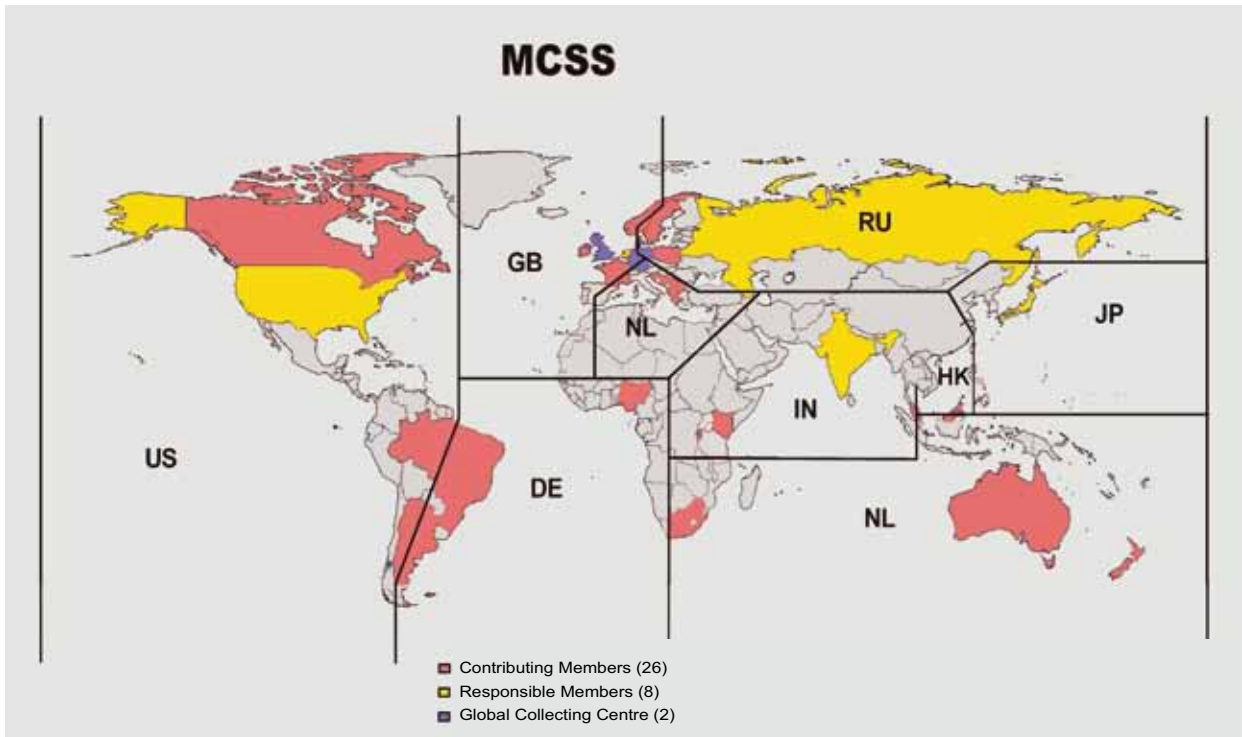 MCSS
RU
GB
JP
NL
HK
IN
US
DE
NL
Contributing Members (26)
Responsible Members (8)
Global Collecting Centre (2)